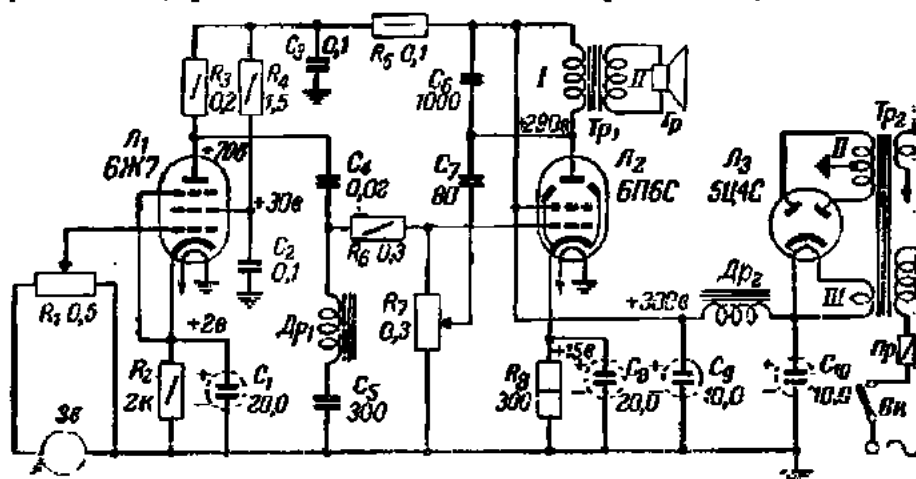 C₃ 0,1
R₅ 0,1
R₃ 0,2
R₄ 1,5
C₆ 1000
I
II
Тр₁
Гр
Тр₂
Л₁ 6Ж7
+70в
+290в
Л₂ 6П6С
Л₃ 5Ц4С
II
C₄ 0,02
C₇ 80
+30в
R₆ 0,3
C₂ 0,1
R₁ 0,5
Др₁
R₇ 0,3
+300в
Др₂
III
+2в
Пр
R₂ 2к
C₁ 20,0
C₅ 300
+15в
R₈ 300
C₈ 20,0
C₉ 10,0
C₁₀ 10,0
Вк
Зв